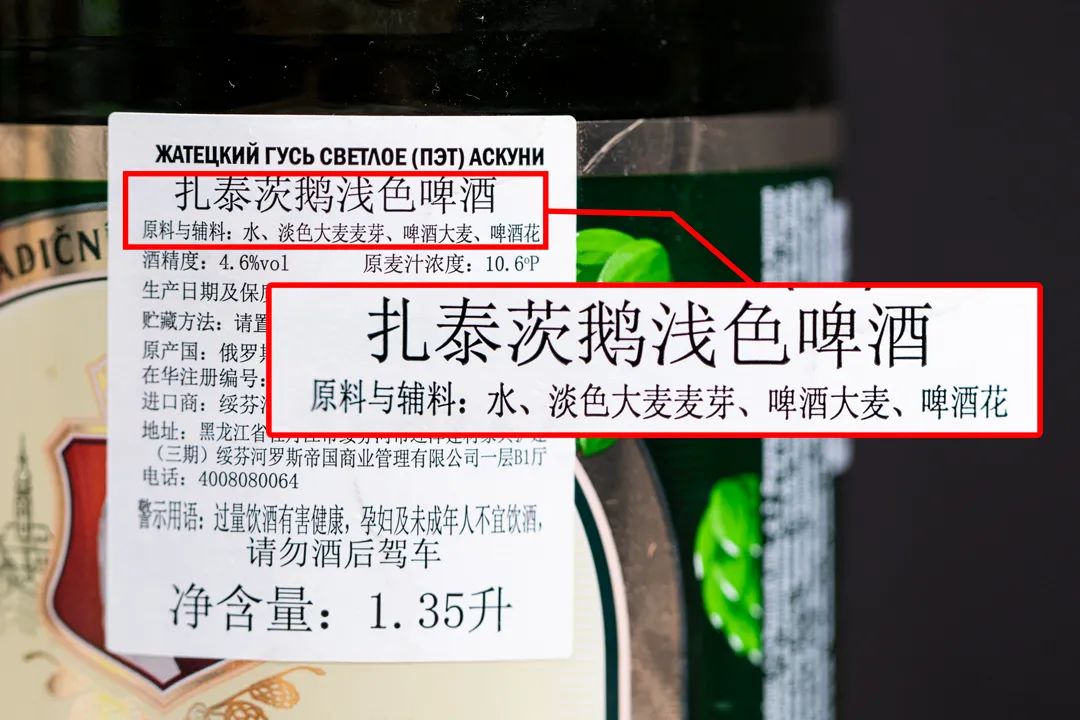 ЖАТЕЦКИЙ ГУСЬ СВЕТЛОЕ (ПЭТ) АСКУНИ
扎泰茨鹅浅色啤酒
原料与辅料：水、淡色大麦麦芽、啤酒大麦、啤酒花
酒精度：4.6%vol 原麦汁浓度：10.6ºP
生产日期及保
贮藏方法：请置
原产国：俄罗
在华注册编号：
进口商：绥芬
地址：黑龙江省
（三期）绥芬河罗斯帝国商业管理有限公司一层B1厅
电话：4008080064
警示用语：过量饮酒有害健康，孕妇及未成年人不宜饮酒，
请勿酒后驾车
净含量：1.35升
扎泰茨鹅浅色啤酒
原料与辅料：水、淡色大麦麦芽、啤酒大麦、啤酒花
ADIČN